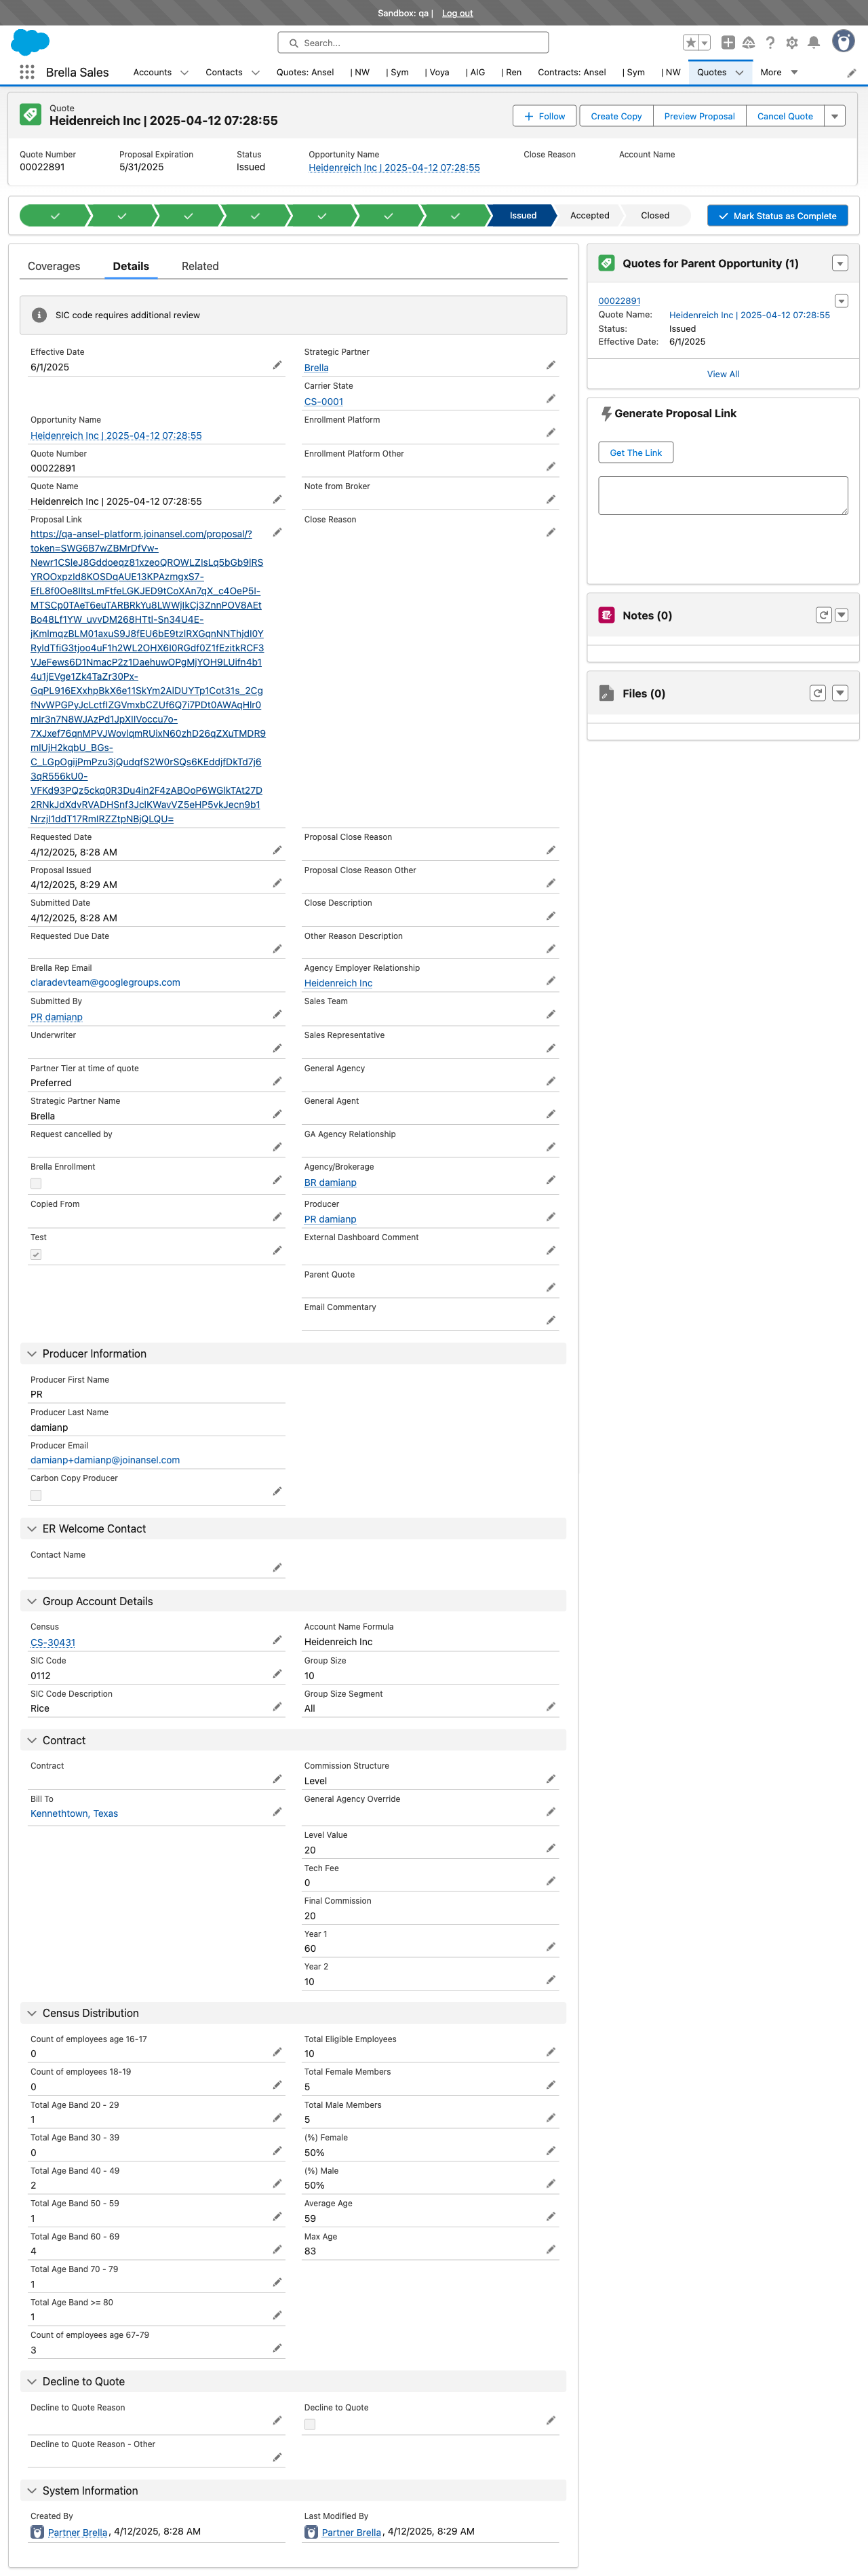 Sandbox: qa | Log out
Search...
Brella Sales
Accounts
Contacts
Quotes: Ansel
| NW
| Sym
| Voya
| AIG
| Ren
Contracts: Ansel
| Sym
| NW
Quotes
More
Quote
Heidenreich Inc | 2025-04-12 07:28:55
Follow
Create Copy
Preview Proposal
Cancel Quote
Quote Number
00022891
Proposal Expiration
5/31/2025
Status
Issued
Opportunity Name
Heidenreich Inc | 2025-04-12 07:28:55
Close Reason
Account Name
Issued
Accepted
Closed
Mark Status as Complete
Coverages
Details
Related
SIC code requires additional review
Effective Date
6/1/2025
Strategic Partner
Brella
Carrier State
CS-0001
Opportunity Name
Heidenreich Inc | 2025-04-12 07:28:55
Enrollment Platform
Quote Number
00022891
Enrollment Platform Other
Quote Name
Heidenreich Inc | 2025-04-12 07:28:55
Note from Broker
Proposal Link
https://qa-ansel-platform.joinansel.com/proposal/?
Close Reason
Requested Date
4/12/2025, 8:28 AM
Proposal Close Reason
Proposal Issued
4/12/2025, 8:29 AM
Proposal Close Reason Other
Submitted Date
4/12/2025, 8:28 AM
Close Description
Requested Due Date
Other Reason Description
Brella Rep Email
claradevteam@googlegroups.com
Agency Employer Relationship
Heidenreich Inc
Submitted By
PR damianp
Sales Team
Underwriter
Sales Representative
Partner Tier at time of quote
Preferred
General Agency
Strategic Partner Name
Brella
General Agent
Request cancelled by
GA Agency Relationship
Brella Enrollment
Agency/Brokerage
BR damianp
Copied From
Producer
PR damianp
Test
External Dashboard Comment
Parent Quote
Email Commentary
Producer Information
Producer First Name
PR
Producer Last Name
damianp
Producer Email
damianp+damianp@joinansel.com
Carbon Copy Producer
ER Welcome Contact
Contact Name
Group Account Details
Census
CS-30431
Account Name Formula
Heidenreich Inc
SIC Code
0112
Group Size
10
SIC Code Description
Rice
Group Size Segment
All
Contract
Contract
Commission Structure
Level
Bill To
Kennethtown, Texas
General Agency Override
Level Value
20
Tech Fee
0
Final Commission
20
Year 1
60
Year 2
10
Census Distribution
Count of employees age 16-17
0
Total Eligible Employees
10
Count of employees 18-19
0
Total Female Members
5
Total Age Band 20 - 29
1
Total Male Members
5
Total Age Band 30 - 39
0
(%) Female
50%
Total Age Band 40 - 49
2
(%) Male
50%
Total Age Band 50 - 59
1
Average Age
59
Total Age Band 60 - 69
4
Max Age
83
Total Age Band 70 - 79
1
Total Age Band >= 80
1
Count of employees age 67-79
3
Decline to Quote
Decline to Quote Reason
Decline to Quote
Decline to Quote Reason - Other
System Information
Created By
Partner Brella, 4/12/2025, 8:28 AM
Last Modified By
Partner Brella, 4/12/2025, 8:29 AM
Quotes for Parent Opportunity (1)
00022891
Quote Name: Heidenreich Inc | 2025-04-12 07:28:55
Status: Issued
Effective Date: 6/1/2025
View All
Generate Proposal Link
Get The Link
Notes (0)
Files (0)